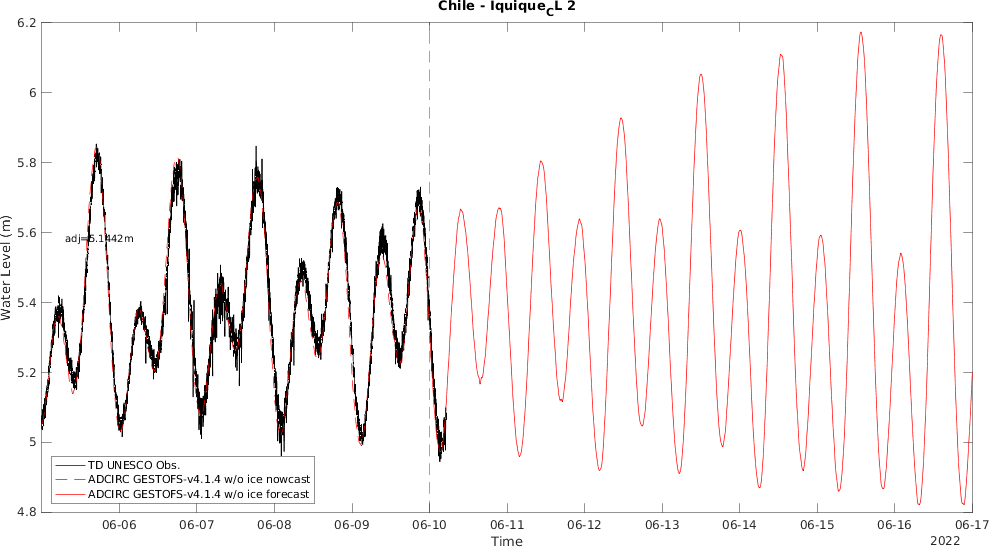 Chile - Iquique_CL 2
6.2
6
5.8
5.6
5.4
5.2
5
4.8
Water Level (m)
adj=5.1442m
TD UNESCO Obs.
ADCIRC GESTOFS-v4.1.4 w/o ice nowcast
ADCIRC GESTOFS-v4.1.4 w/o ice forecast
06-06 06-07 06-08 06-09 06-10 06-11 06-12 06-13 06-14 06-15 06-16 06-17
Time
2022